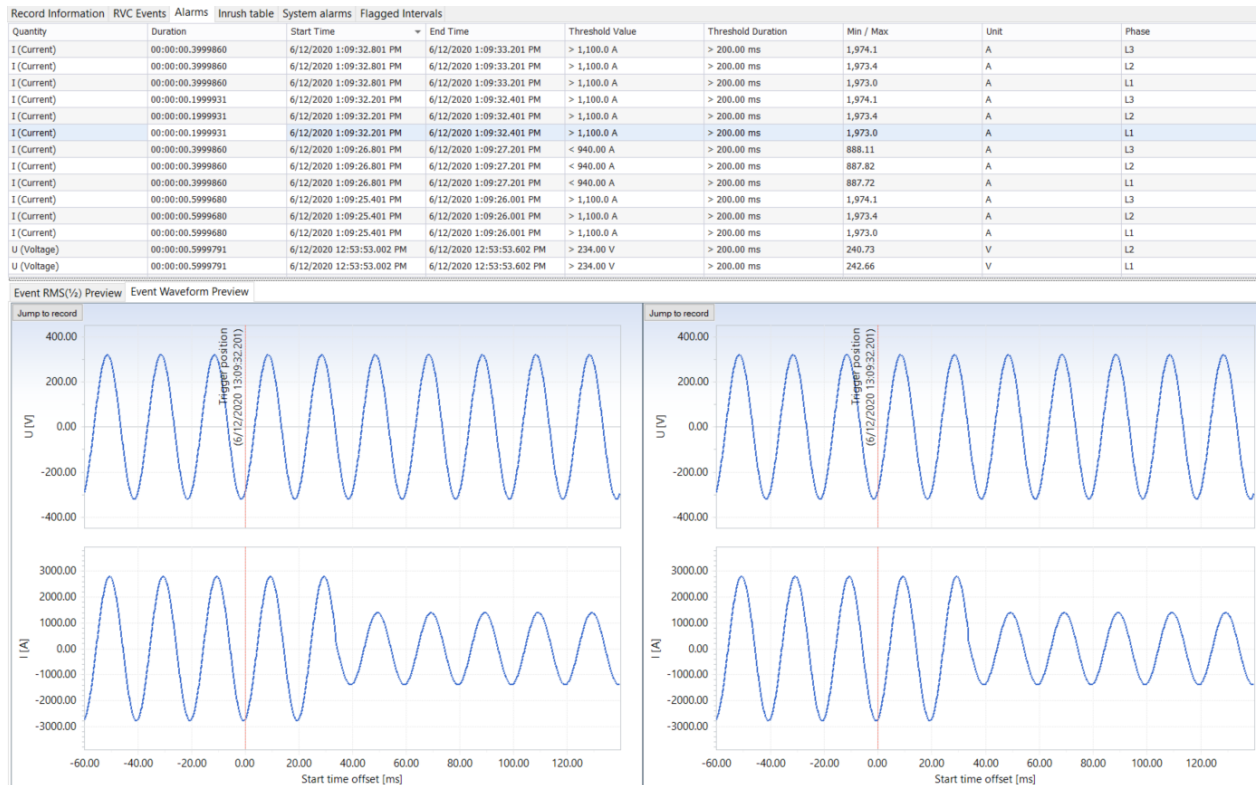 Record Information RVC Events Alarms Inrush table System alarms Flagged Intervals
Quantity Duration Start Time End Time Threshold Value Threshold Duration Min / Max Unit Phase
I (Current) 00:00:00.3999860 6/12/2020 1:09:32.801 PM 6/12/2020 1:09:33.201 PM > 1,100.0 A > 200.00 ms 1,974.1 A L3
I (Current) 00:00:00.3999860 6/12/2020 1:09:32.801 PM 6/12/2020 1:09:33.201 PM > 1,100.0 A > 200.00 ms 1,973.4 A L2
I (Current) 00:00:00.3999860 6/12/2020 1:09:32.801 PM 6/12/2020 1:09:33.201 PM > 1,100.0 A > 200.00 ms 1,973.0 A L1
I (Current) 00:00:00.1999931 6/12/2020 1:09:32.201 PM 6/12/2020 1:09:32.401 PM > 1,100.0 A > 200.00 ms 1,974.1 A L3
I (Current) 00:00:00.1999931 6/12/2020 1:09:32.201 PM 6/12/2020 1:09:32.401 PM > 1,100.0 A > 200.00 ms 1,973.4 A L2
I (Current) 00:00:00.1999931 6/12/2020 1:09:32.201 PM 6/12/2020 1:09:32.401 PM > 1,100.0 A > 200.00 ms 1,973.0 A L1
I (Current) 00:00:00.3999860 6/12/2020 1:09:26.801 PM 6/12/2020 1:09:27.201 PM < 940.00 A > 200.00 ms 888.11 A L3
I (Current) 00:00:00.3999860 6/12/2020 1:09:26.801 PM 6/12/2020 1:09:27.201 PM < 940.00 A > 200.00 ms 887.82 A L2
I (Current) 00:00:00.3999860 6/12/2020 1:09:26.801 PM 6/12/2020 1:09:27.201 PM < 940.00 A > 200.00 ms 887.72 A L1
I (Current) 00:00:00.5999680 6/12/2020 1:09:25.401 PM 6/12/2020 1:09:26.001 PM > 1,100.0 A > 200.00 ms 1,974.1 A L3
I (Current) 00:00:00.5999680 6/12/2020 1:09:25.401 PM 6/12/2020 1:09:26.001 PM > 1,100.0 A > 200.00 ms 1,973.4 A L2
I (Current) 00:00:00.5999680 6/12/2020 1:09:25.401 PM 6/12/2020 1:09:26.001 PM > 1,100.0 A > 200.00 ms 1,973.0 A L1
U (Voltage) 00:00:00.5999791 6/12/2020 12:53:53.002 PM 6/12/2020 12:53:53.602 PM > 234.00 V > 200.00 ms 240.73 V L2
U (Voltage) 00:00:00.5999791 6/12/2020 12:53:53.002 PM 6/12/2020 12:53:53.602 PM > 234.00 V > 200.00 ms 242.66 V L1
Event RMS(½) Preview Event Waveform Preview
Jump to record
400.00
200.00
0.00
-200.00
-400.00
U [V]
Trigger position
(6/12/2020 13:09:32.201)
3000.00
2000.00
1000.00
0.00
-1000.00
-2000.00
-3000.00
I [A]
-60.00 -40.00 -20.00 0.00 20.00 40.00 60.00 80.00 100.00 120.00
Start time offset [ms]
Jump to record
400.00
200.00
0.00
-200.00
-400.00
U [V]
Trigger position
(6/12/2020 13:09:32.201)
3000.00
2000.00
1000.00
0.00
-1000.00
-2000.00
-3000.00
I [A]
-60.00 -40.00 -20.00 0.00 20.00 40.00 60.00 80.00 100.00 120.00
Start time offset [ms]